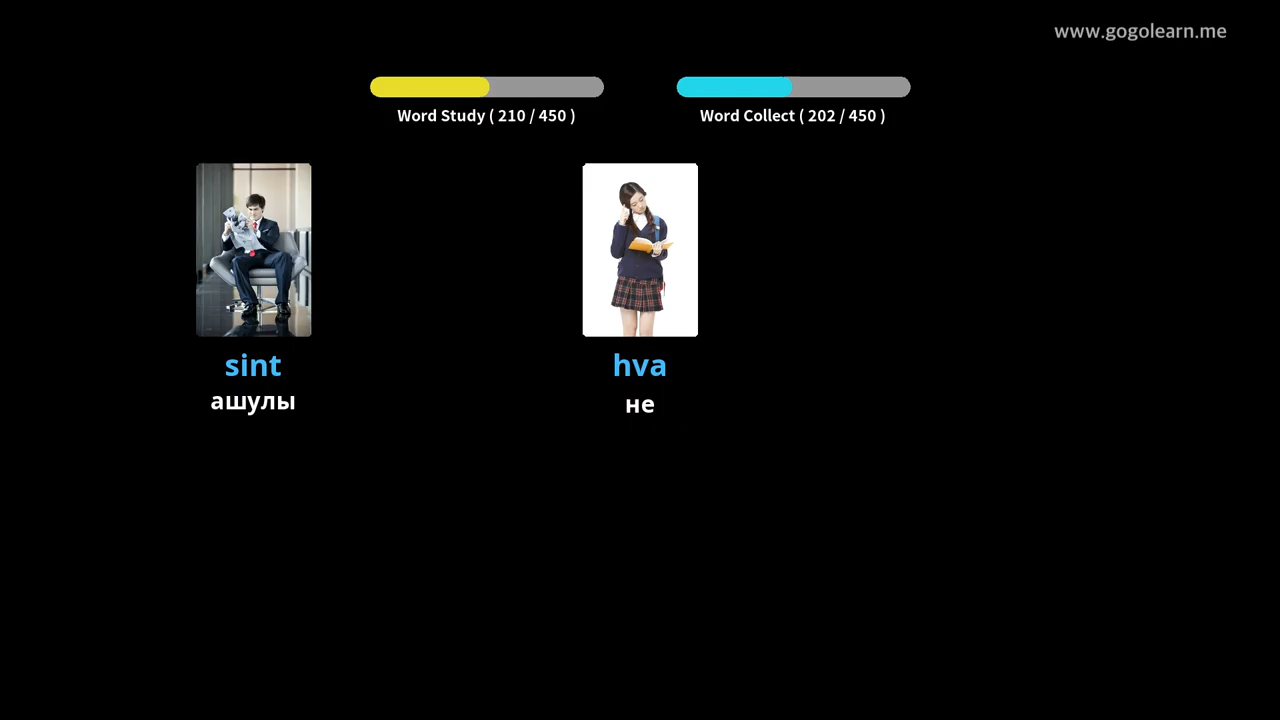 www.gogolearn.me
Word Study ( 210 / 450 )
Word Collect ( 202 / 450 )
sint
ашулы
hva
не